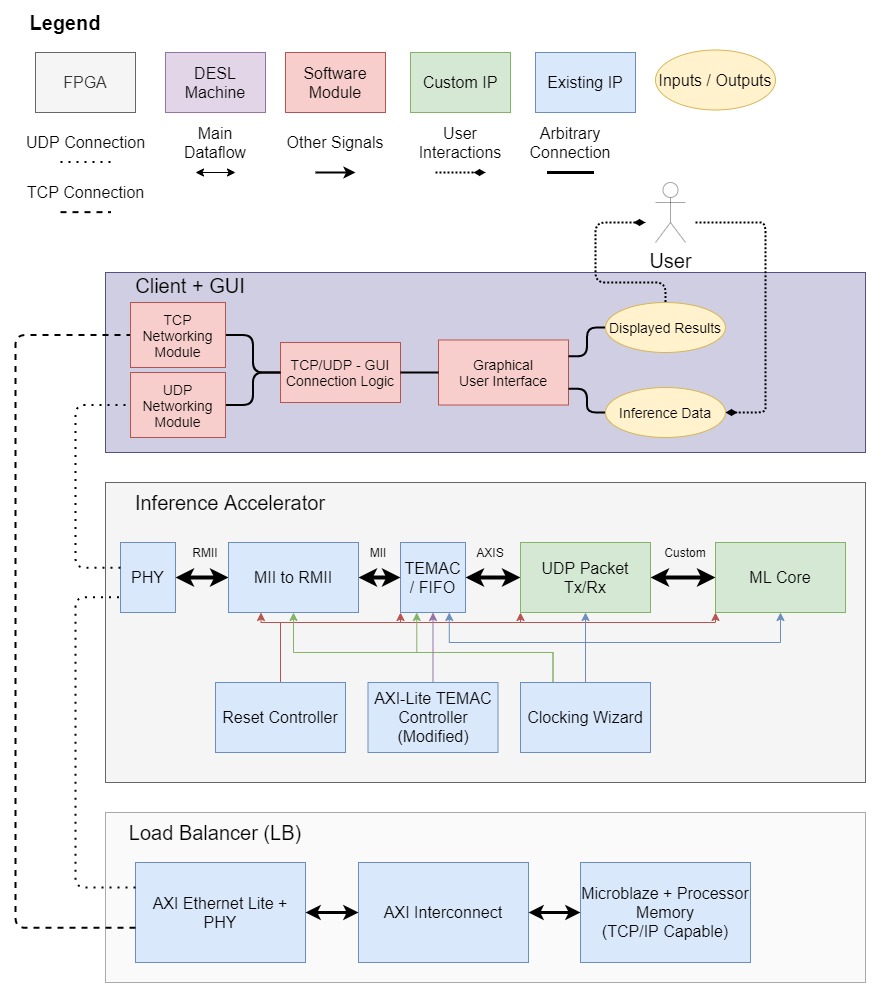 Legend
FPGA
DESL
Machine
Software
Module
Custom IP
Existing IP
Inputs / Outputs
UDP Connection
Main
Dataflow
Other Signals
User
Interactions
Arbitrary
Connection
TCP Connection
User
Client + GUI
TCP
Networking
Module
UDP
Networking
Module
TCP/UDP - GUI
Connection Logic
Graphical
User Interface
Displayed Results
Inference Data
Inference Accelerator
PHY
RMII
MII to RMII
MII
TEMAC
/ FIFO
AXIS
UDP Packet
Tx/Rx
Custom
ML Core
Reset Controller
AXI-Lite TEMAC
Controller
(Modified)
Clocking Wizard
Load Balancer (LB)
AXI Ethernet Lite +
PHY
AXI Interconnect
Microblaze + Processor
Memory
(TCP/IP Capable)